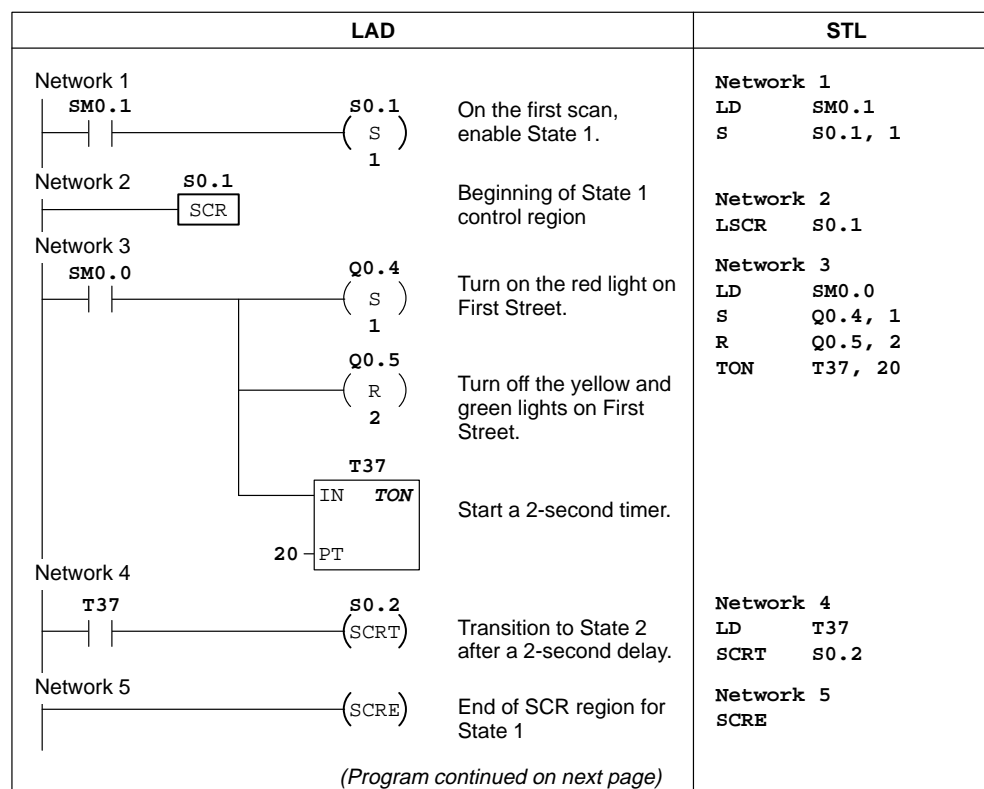 LAD STL
Network 1
SM0.1 S0.1
S
1
On the first scan,
enable State 1.
Network 1
LD SM0.1
S S0.1, 1
Network 2 S0.1
SCR
Beginning of State 1
control region
Network 2
LSCR S0.1
Network 3
SM0.0 Q0.4
S
1
Turn on the red light on
First Street.
Q0.5
R
2
Turn off the yellow and
green lights on First
Street.
T37
IN TON
20 PT
Start a 2-second timer.
Network 3
LD SM0.0
S Q0.4, 1
R Q0.5, 2
TON T37, 20
Network 4
T37 S0.2
SCRT
Transition to State 2
after a 2-second delay.
Network 4
LD T37
SCRT S0.2
Network 5
SCRE
End of SCR region for
State 1
Network 5
SCRE
(Program continued on next page)